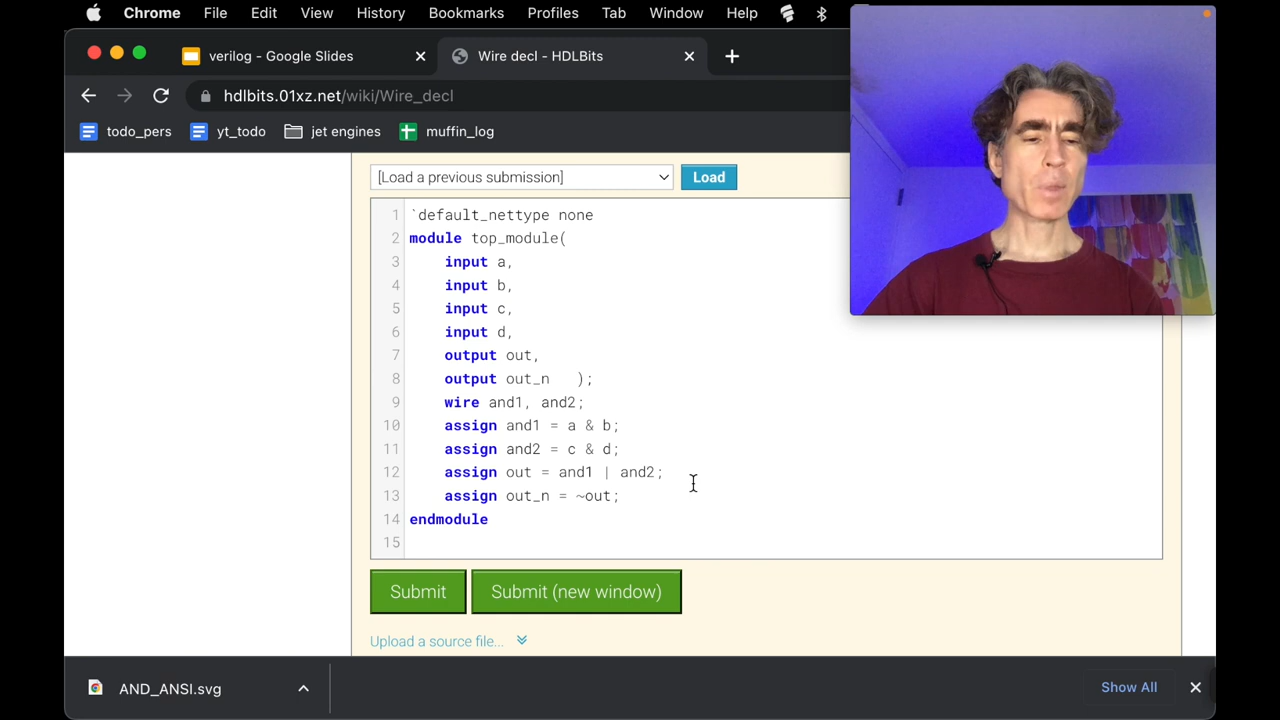 Chrome File Edit View History Bookmarks Profiles Tab Window Help
verilog - Google Slides
Wire decl - HDLBits
hdlbits.01xz.net/wiki/Wire_decl
todo_pers yt_todo jet engines muffin_log
[Load a previous submission] Load
1 `default_nettype none
2 module top_module(
3 input a,
4 input b,
5 input c,
6 input d,
7 output out,
8 output out_n );
9 wire and1, and2;
10 assign and1 = a & b;
11 assign and2 = c & d;
12 assign out = and1 | and2;
13 assign out_n = ~out;
14 endmodule
15
Submit Submit (new window)
Upload a source file...
AND_ANSI.svg Show All